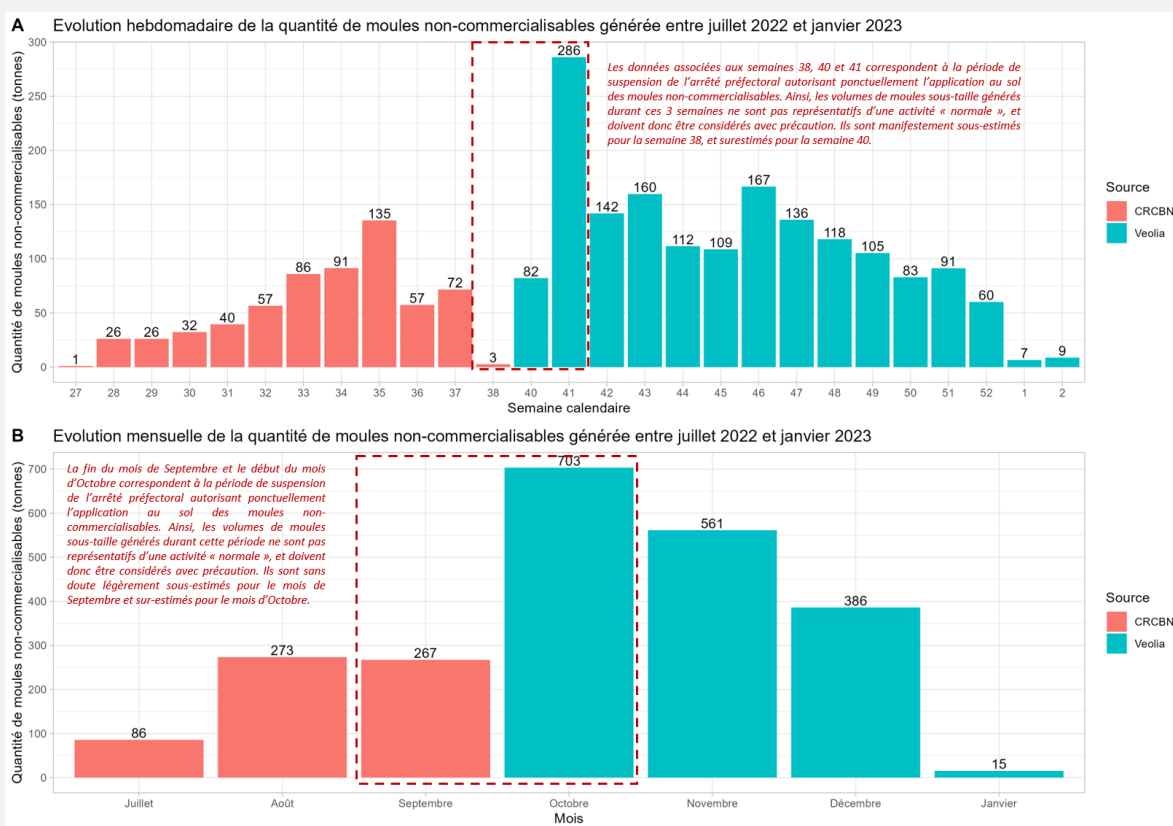 A Evolution hebdomadaire de la quantité de moules non-commercialisables générée entre juillet 2022 et janvier 2023
Quantité de moules non-commercialisables (tonnes)
300
250
200
150
100
50
0
1
26
26
32
40
57
86
91
135
57
72
3
82
286
142
160
112
109
167
136
118
105
83
91
60
7
9
Les données associées aux semaines 38, 40 et 41 correspondent à la période de
suspension de l'arrêté préfectoral autorisant ponctuellement l'application au sol
des moules non-commercialisables. Ainsi, les volumes de moules sous-taille générés
durant ces 3 semaines ne sont pas représentatifs d'une activité « normale », et
doivent donc être considérés avec précaution. Ils sont manifestement sous-estimés
pour la semaine 38, et surestimés pour la semaine 40.
27 28 29 30 31 32 33 34 35 36 37 38 40 41 42 43 44 45 46 47 48 49 50 51 52 1 2
Semaine calendaire
Source
CRCBN
Veolia
B Evolution mensuelle de la quantité de moules non-commercialisables générée entre juillet 2022 et janvier 2023
Quantité de moules non-commercialisables (tonnes)
700
600
500
400
300
200
100
0
La fin du mois de Septembre et le début du mois
d'Octobre correspondent à la période de suspension
de l'arrêté préfectoral autorisant ponctuellement
l'application au sol des moules non-
commercialisables. Ainsi, les volumes de moules
sous-taille générés durant cette période ne sont pas
représentatifs d'une activité « normale », et doivent
donc être considérés avec précaution. Ils sont sans
doute légèrement sous-estimés pour le mois de
Septembre et sur-estimés pour le mois d'Octobre.
86
273
267
703
561
386
15
Juillet Août Septembre Octobre Novembre Décembre Janvier
Mois
Source
CRCBN
Veolia